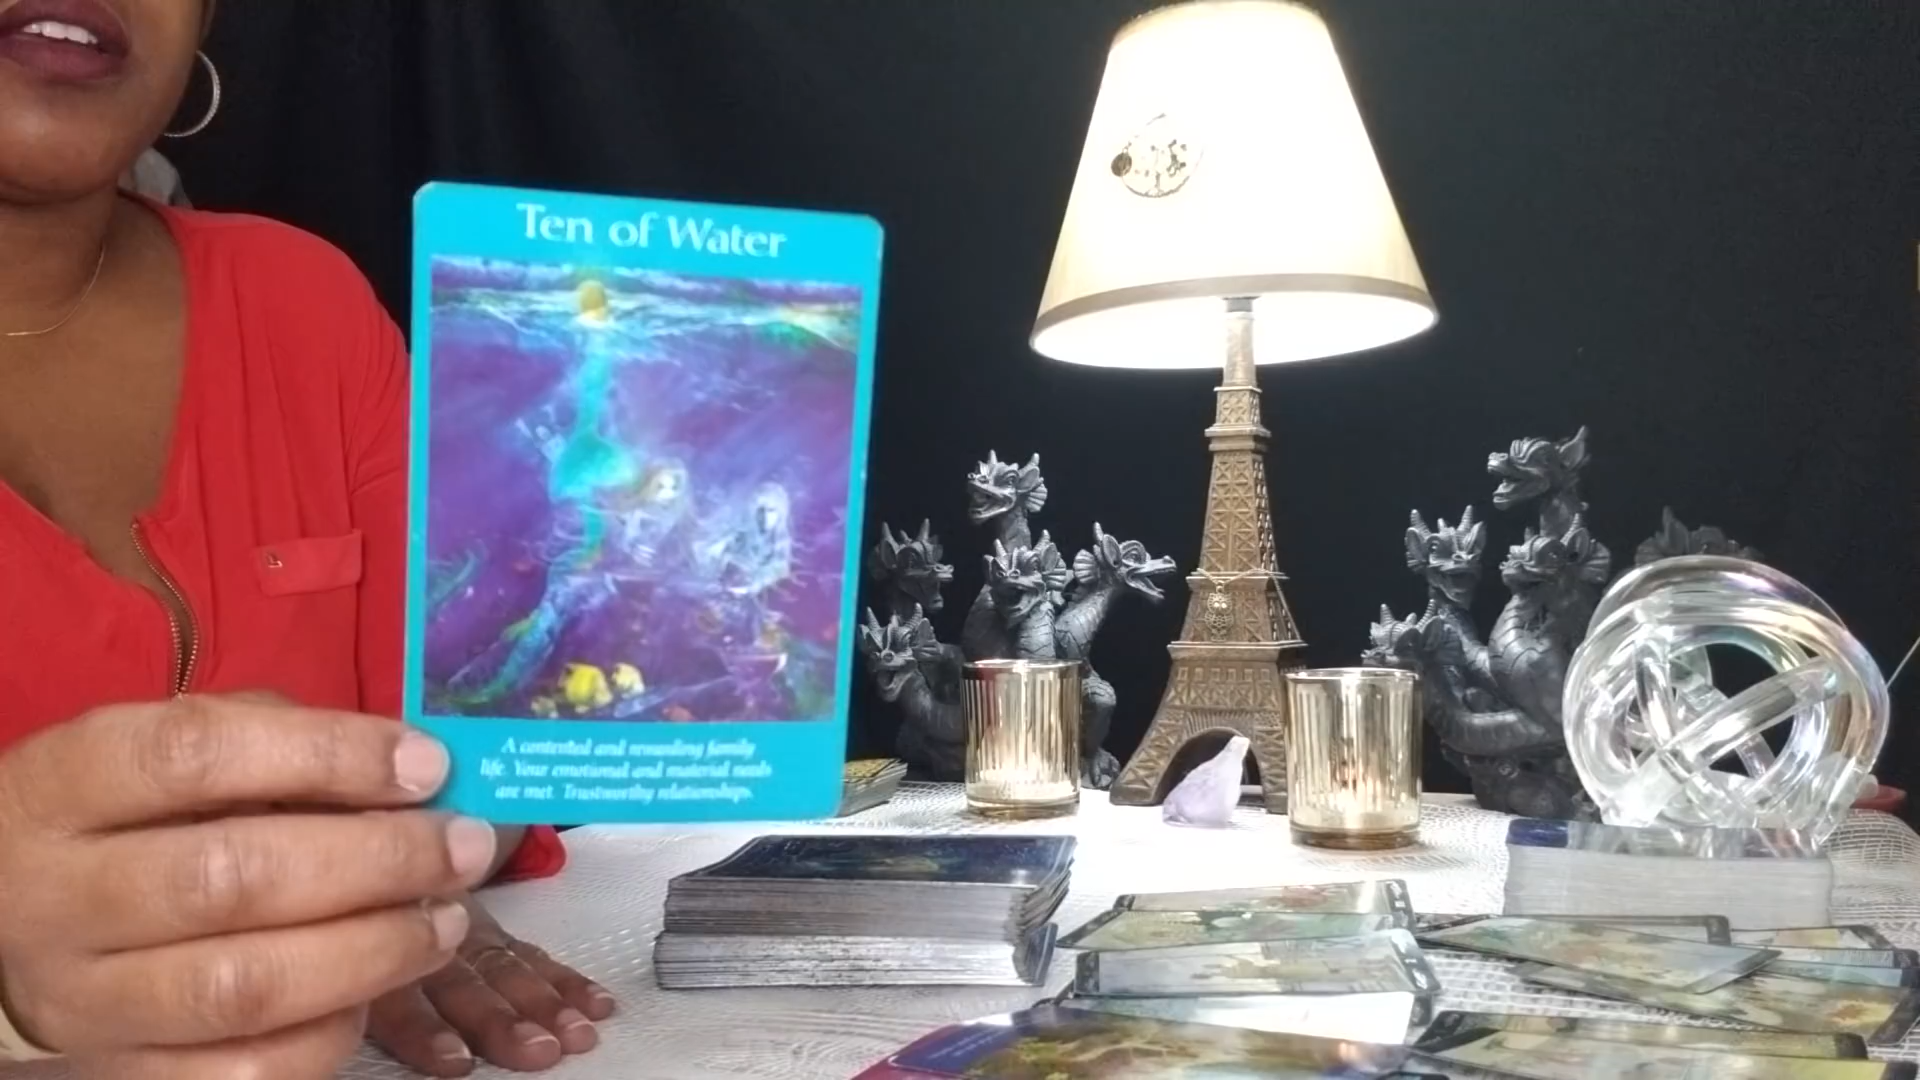 Ten of Water
A contented and rewarding family
life. Your emotional and material needs
are met. Trustworthy relationships.